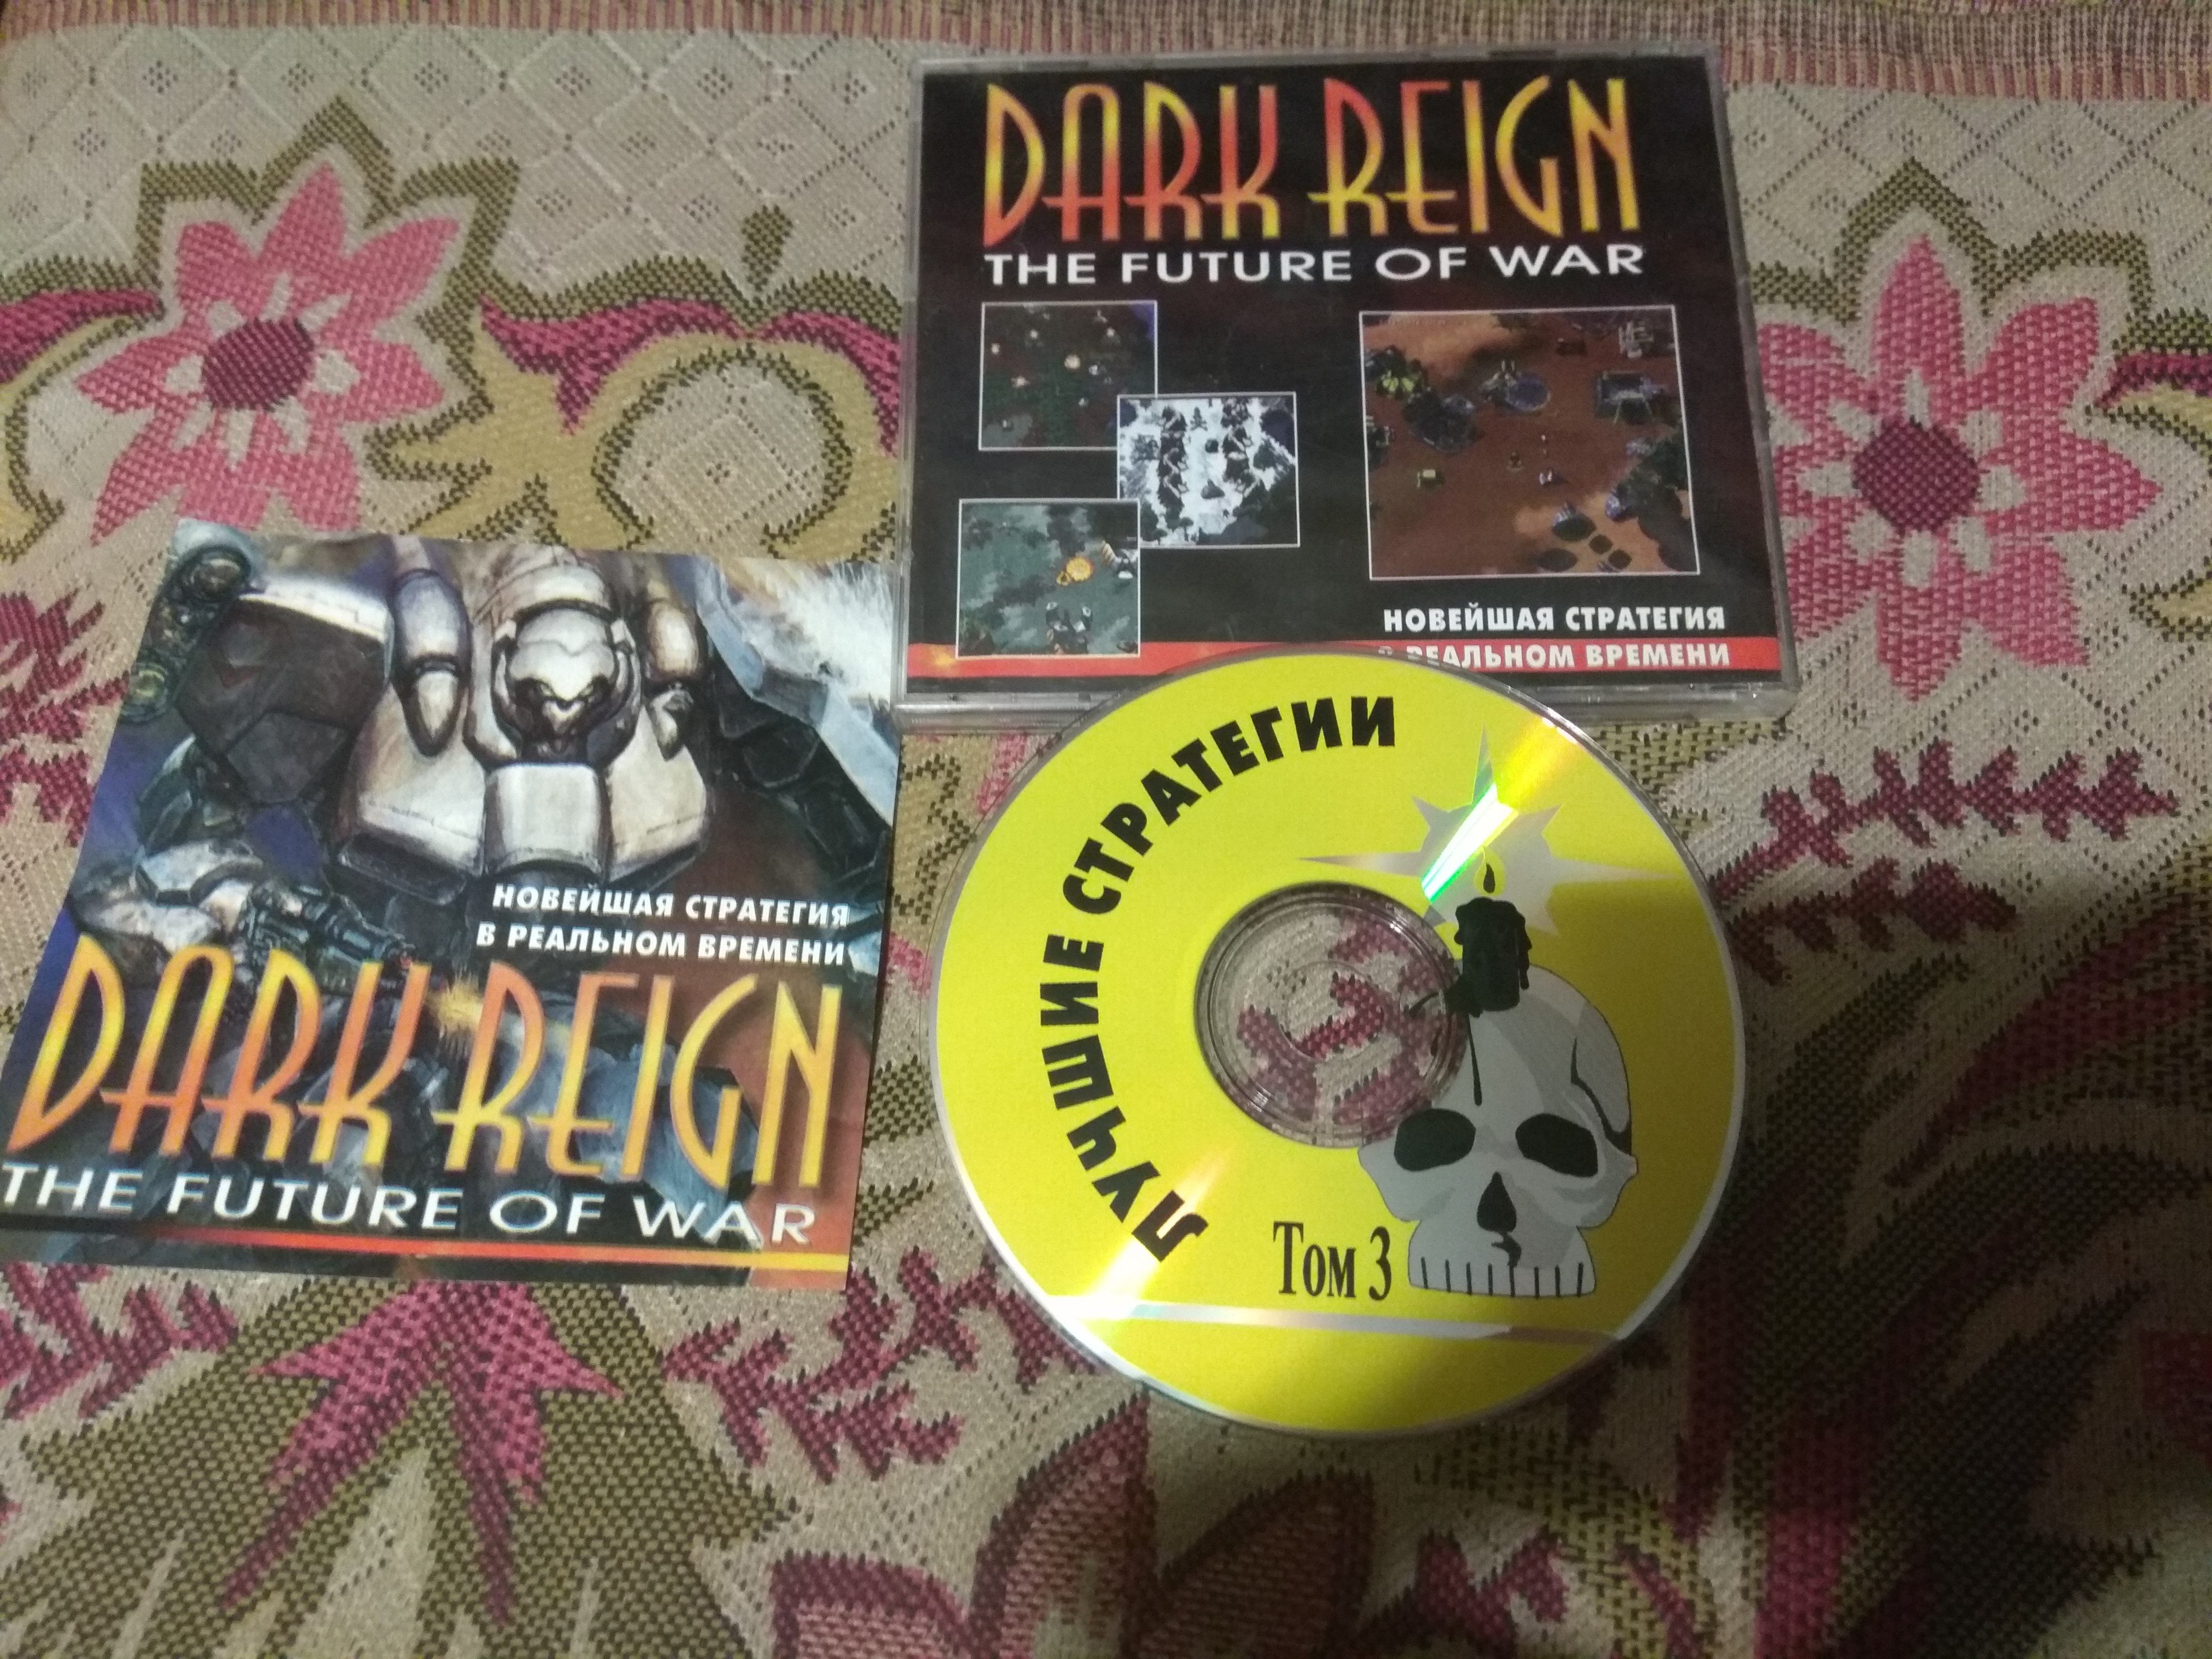 DARK REIGN
THE FUTURE OF WAR
НОВЕЙШАЯ СТРАТЕГИЯ
В РЕАЛЬНОМ ВРЕМЕНИ
НОВЕЙШАЯ СТРАТЕГИЯ
В РЕАЛЬНОМ ВРЕМЕНИ
DARK REIGN
THE FUTURE OF WAR
ЛУЧШИЕ СТРАТЕГИИ
Том 3